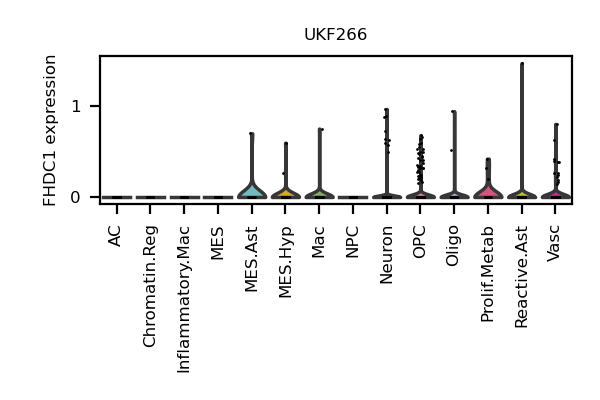 UKF266
FHDC1 expression
1
0
AC
Chromatin.Reg
Inflammatory.Mac
MES
MES.Ast
MES.Hyp
Mac
NPC
Neuron
OPC
Oligo
Prolif.Metab
Reactive.Ast
Vasc